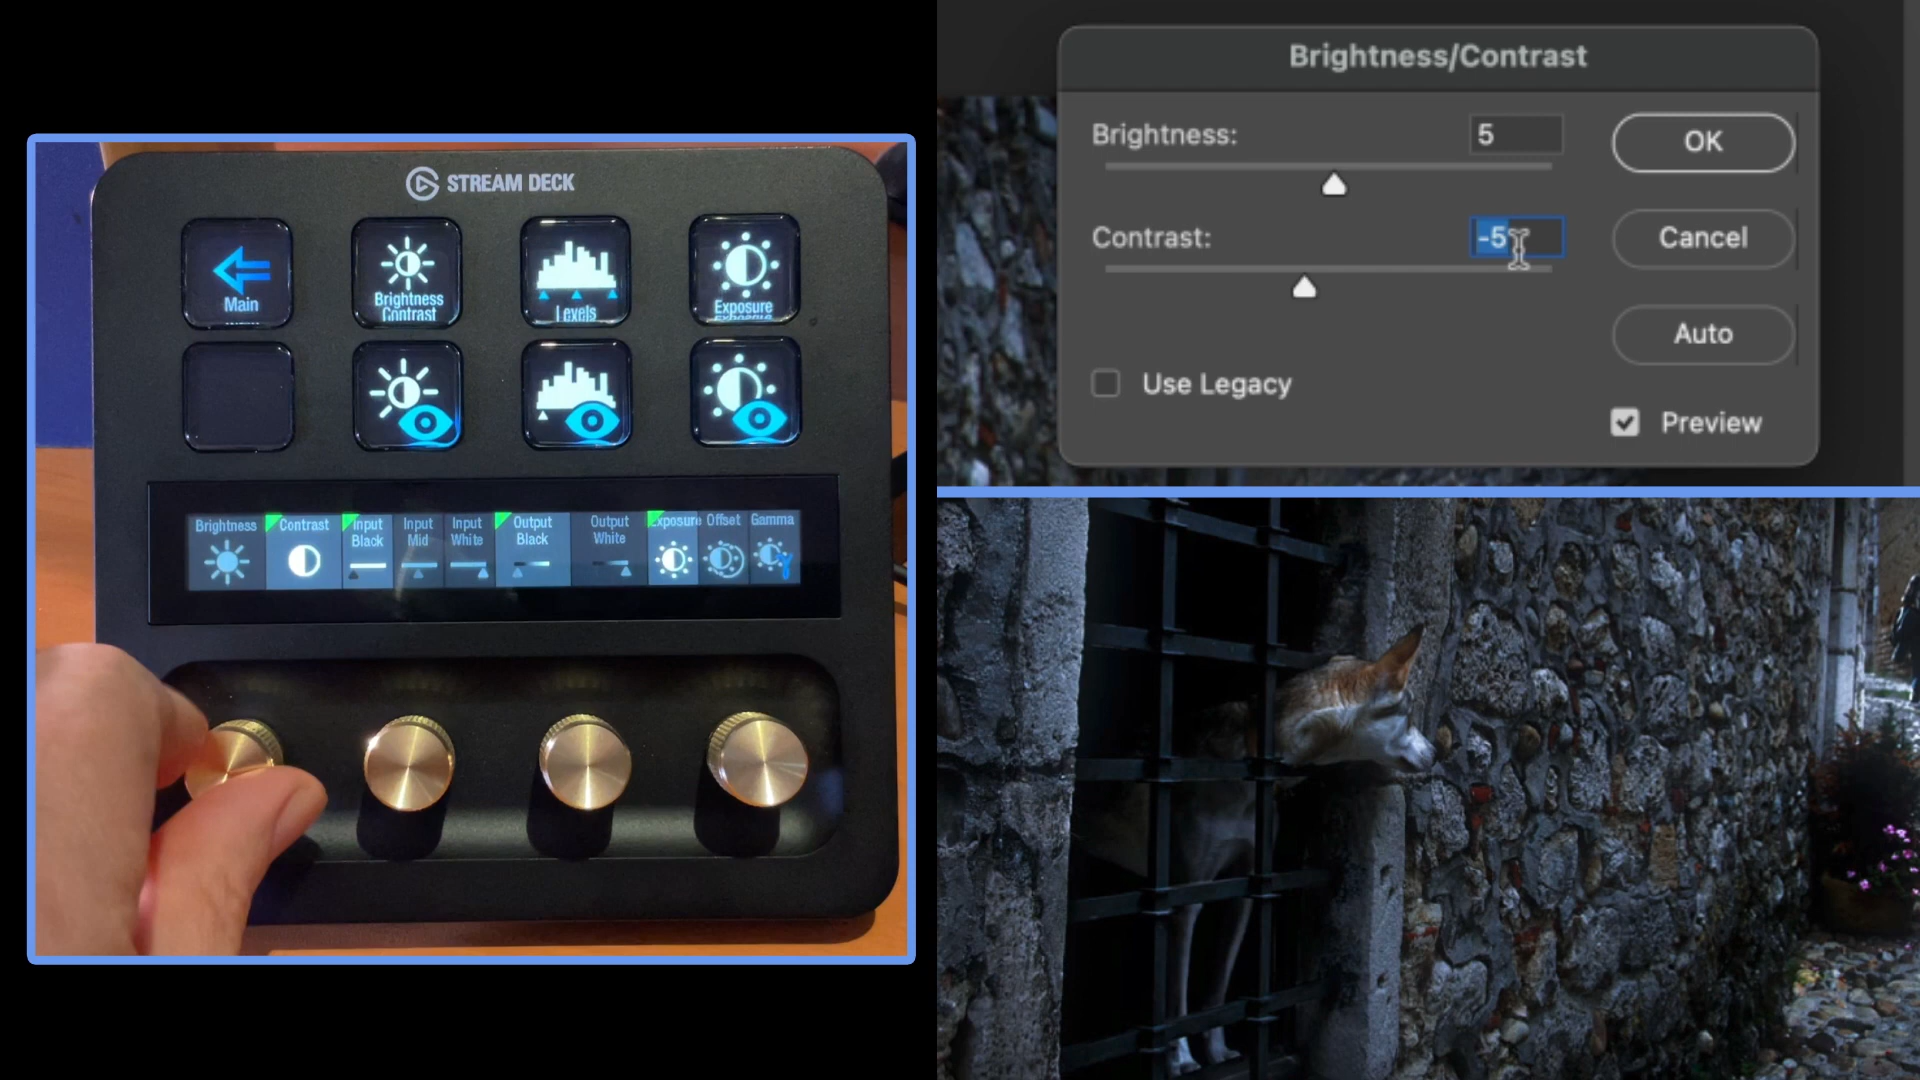 STREAM DECK
Main
Brightness
Contrast
Levels
Exposure
Brightness
Contrast
Input
Black
Input
Mid
Input
White
Output
Black
Output
White
Exposure
Offset
Gamma
Brightness/Contrast
Brightness:
5
OK
Contrast:
-5
Cancel
Auto
Use Legacy
Preview